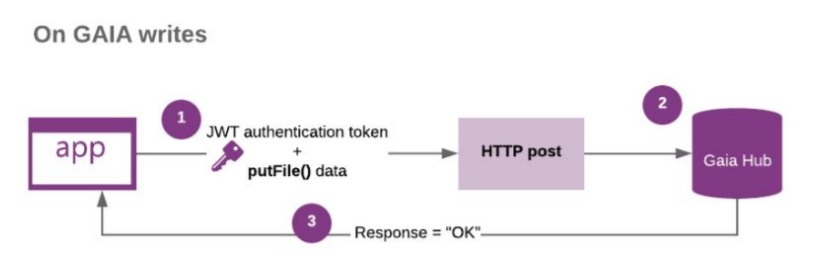 On GAIA writes
1
2
JWT authentication token
app
+
HTTP post
Gaia Hub
putFile() data
3
Response = "OK"